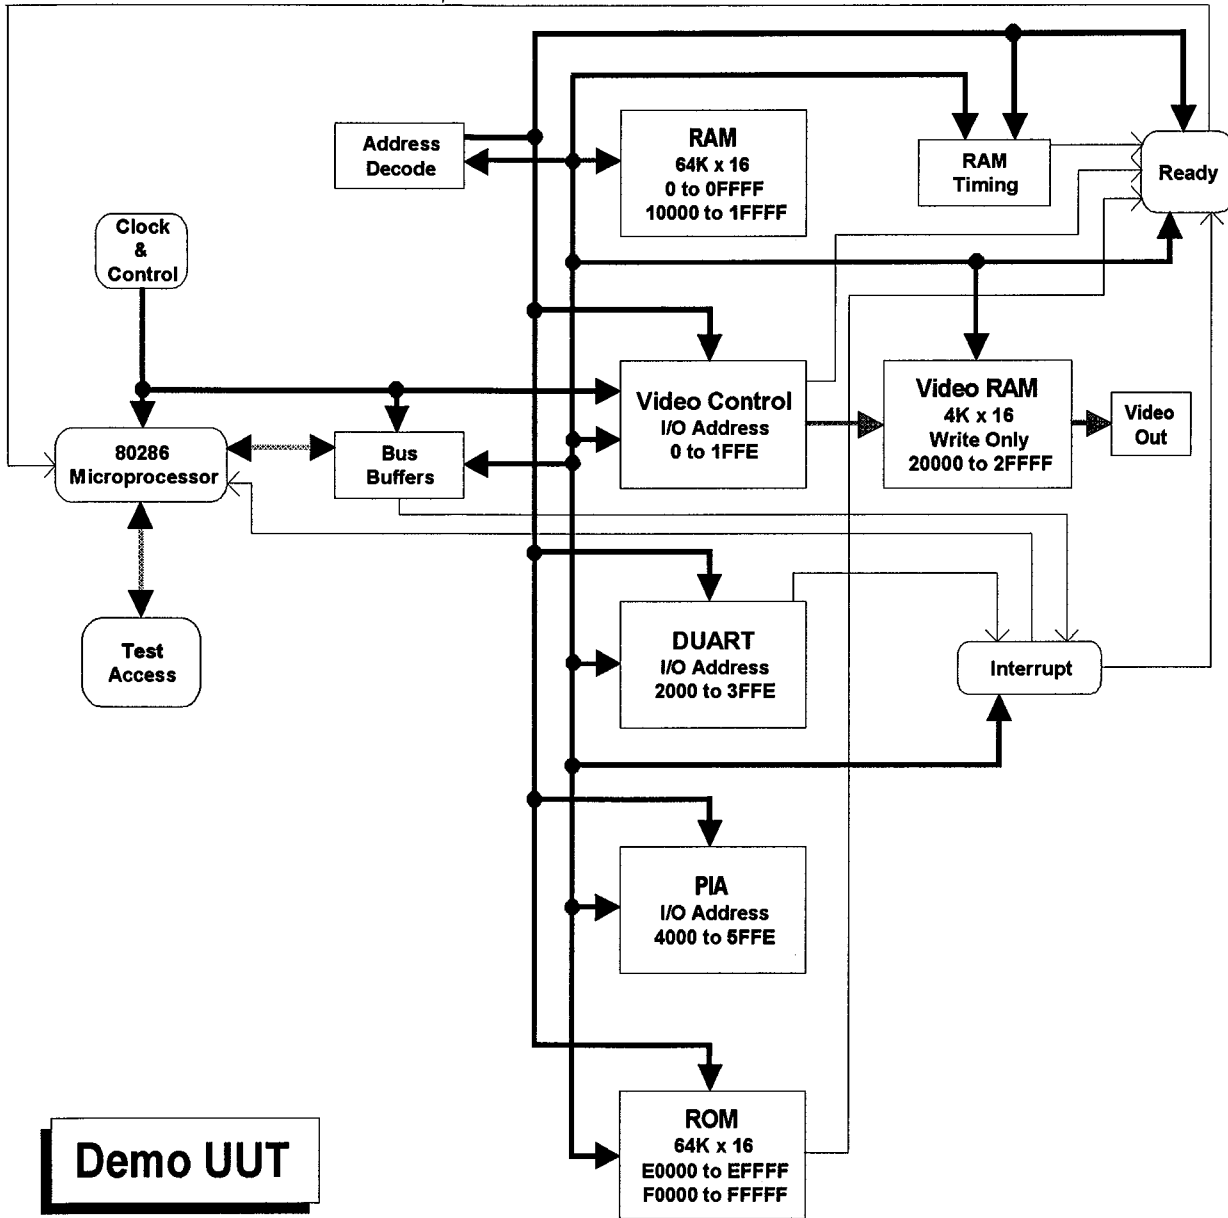 Address
Decode
RAM
64K x 16
0 to 0FFFF
10000 to 1FFFF
RAM
Timing
Ready
Clock
&
Control
80286
Microprocessor
Bus
Buffers
Video Control
I/O Address
0 to 1FFE
Video RAM
4K x 16
Write Only
20000 to 2FFFF
Video
Out
Test
Access
DUART
I/O Address
2000 to 3FFE
Interrupt
PIA
I/O Address
4000 to 5FFE
ROM
64K x 16
E0000 to EFFFF
F0000 to FFFFF
Demo UUT